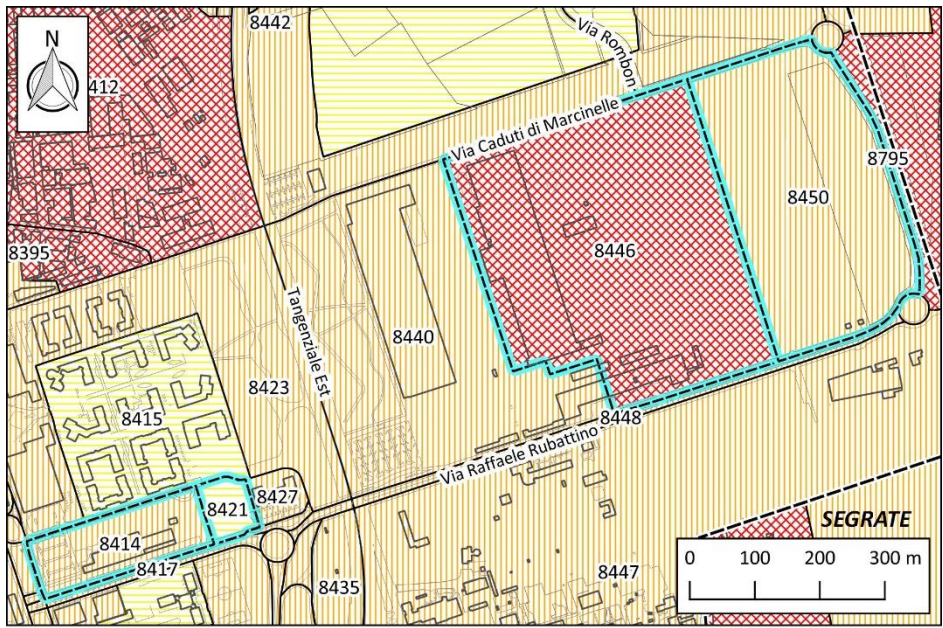 N
8442
Via Rombon
8412
Via Caduti di Marcinelle
8795
8450
8446
8395
Tangenziale Est
8440
8423
8415
8448
Via Raffaele Rubattino
8427
8421
SEGRATE
8414
8417
0 100 200 300 m
8435
8447